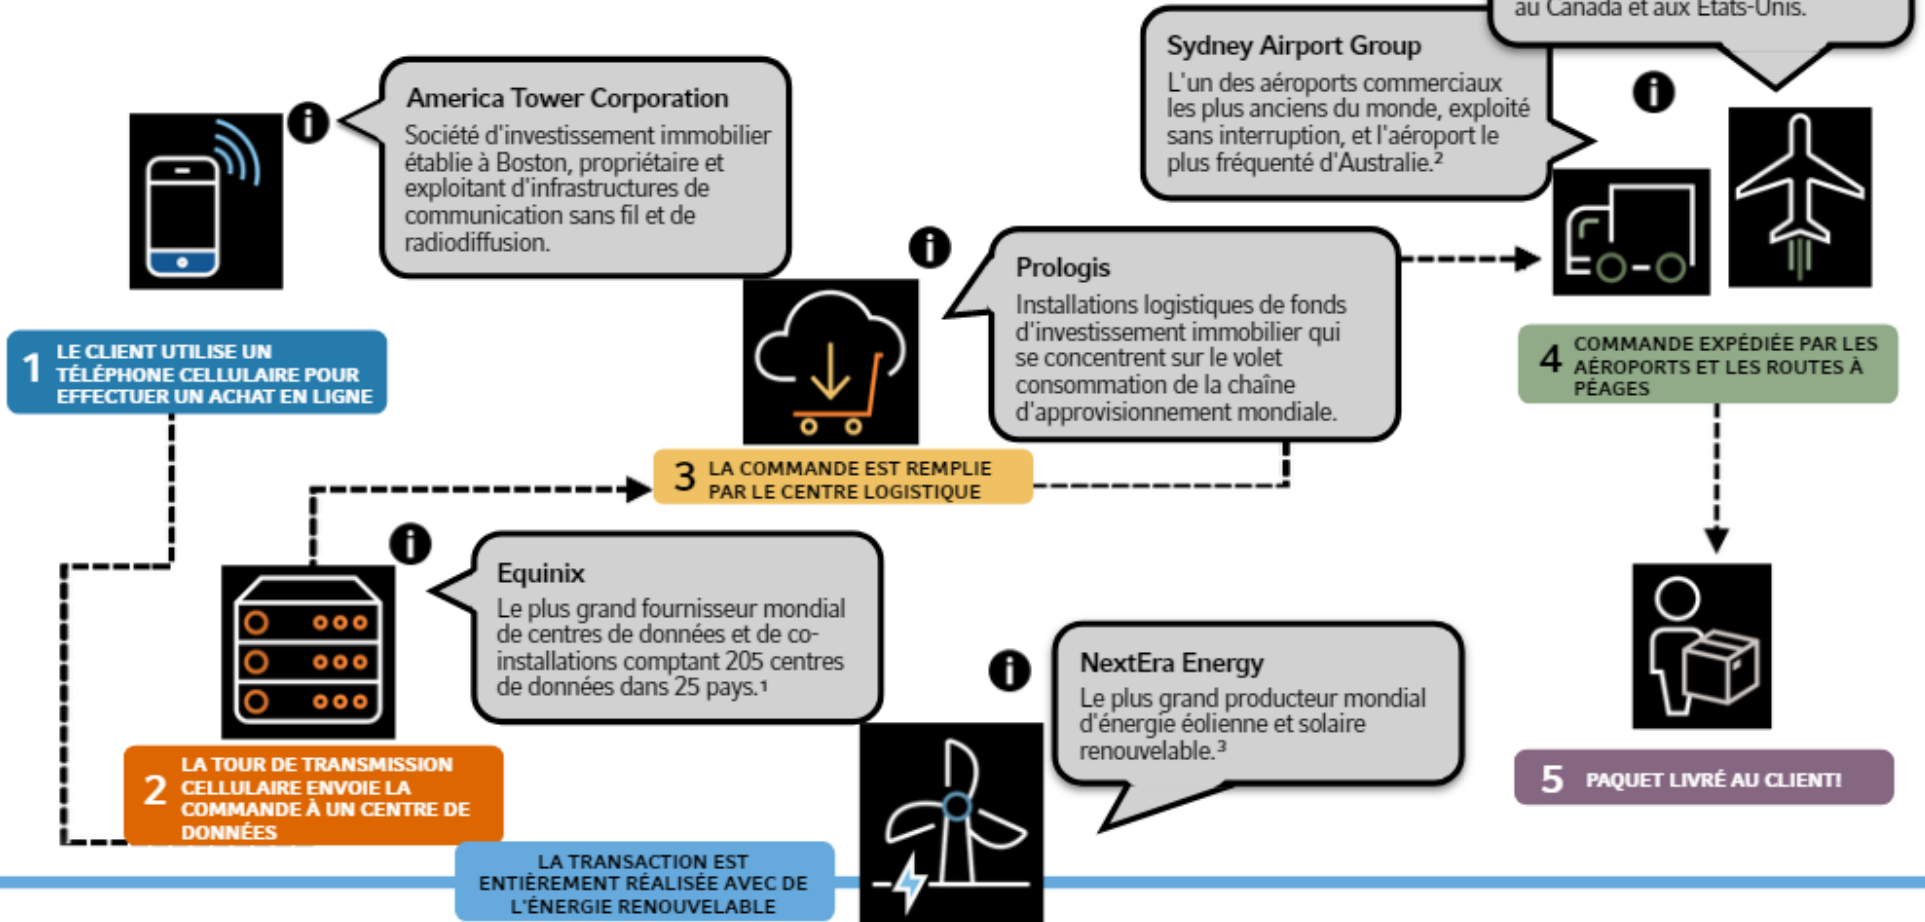 au Canada et aux États-Unis.
Sydney Airport Group
L'un des aéroports commerciaux
les plus anciens du monde, exploité
sans interruption, et l'aéroport le
plus fréquenté d'Australie.²
America Tower Corporation
Société d'investissement immobilier
établie à Boston, propriétaire et
exploitant d'infrastructures de
communication sans fil et de
radiodiffusion.
Prologis
Installations logistiques de fonds
d'investissement immobilier qui
se concentrent sur le volet
consommation de la chaîne
d'approvisionnement mondiale.
1 LE CLIENT UTILISE UN
TÉLÉPHONE CELLULAIRE POUR
EFFECTUER UN ACHAT EN LIGNE
4 COMMANDE EXPÉDIÉE PAR LES
AÉROPORTS ET LES ROUTES À
PÉAGES
3 LA COMMANDE EST REMPLIE
PAR LE CENTRE LOGISTIQUE
Equinix
Le plus grand fournisseur mondial
de centres de données et de co-
installations comptant 205 centres
de données dans 25 pays.¹
NextEra Energy
Le plus grand producteur mondial
d'énergie éolienne et solaire
renouvelable.³
2 LA TOUR DE TRANSMISSION
CELLULAIRE ENVOIE LA
COMMANDE À UN CENTRE DE
DONNÉES
5 PAQUET LIVRÉ AU CLIENT!
LA TRANSACTION EST
ENTIÈREMENT RÉALISÉE AVEC DE
L'ÉNERGIE RENOUVELABLE